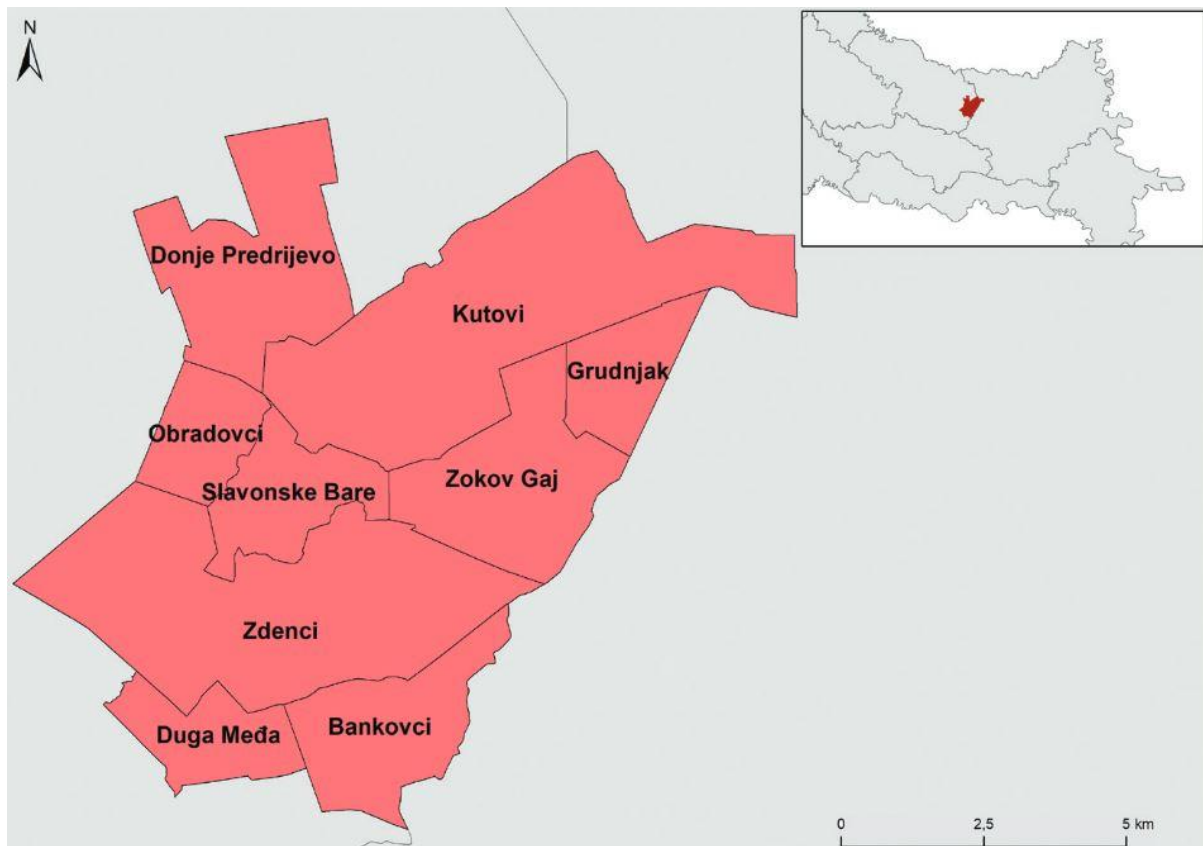 N
Donje Predrijevo
Kutovi
Grudnjak
Obradovci
Zokov Gaj
Slavonske Bare
Zdenci
Duga Međa
Bankovci
0 2,5 5 km